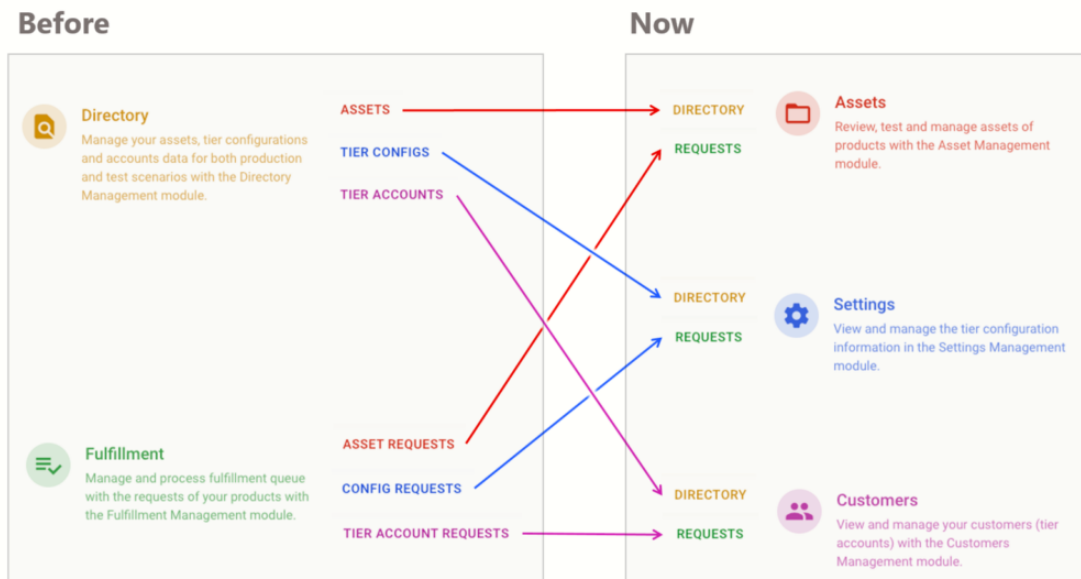 Before
Now
Directory
Manage your assets, tier configurations
and accounts data for both production
and test scenarios with the Directory
Management module.
ASSETS
TIER CONFIGS
TIER ACCOUNTS
Fulfillment
Manage and process fulfillment queue
with the requests of your products with
the Fulfillment Management module.
ASSET REQUESTS
CONFIG REQUESTS
TIER ACCOUNT REQUESTS
DIRECTORY
REQUESTS
Assets
Review, test and manage assets of
products with the Asset Management
module.
DIRECTORY
REQUESTS
Settings
View and manage the tier configuration
information in the Settings Management
module.
DIRECTORY
REQUESTS
Customers
View and manage your customers (tier
accounts) with the Customers
Management module.